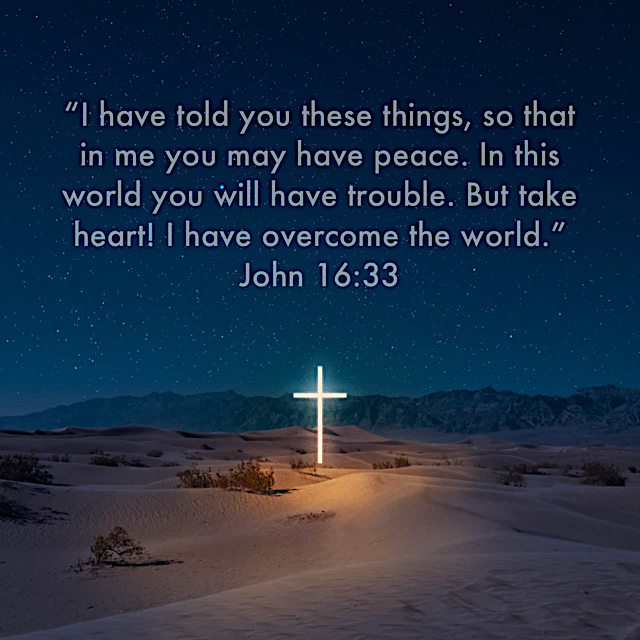 “I have told you these things, so that
in me you may have peace. In this
world you will have trouble. But take
heart! I have overcome the world.”
John 16:33